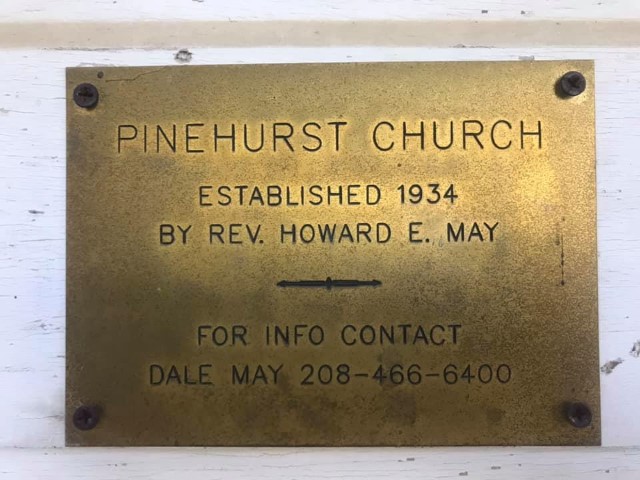 PINEHURST CHURCH
ESTABLISHED 1934
BY REV. HOWARD E. MAY
FOR INFO CONTACT
DALE MAY 208-466-6400